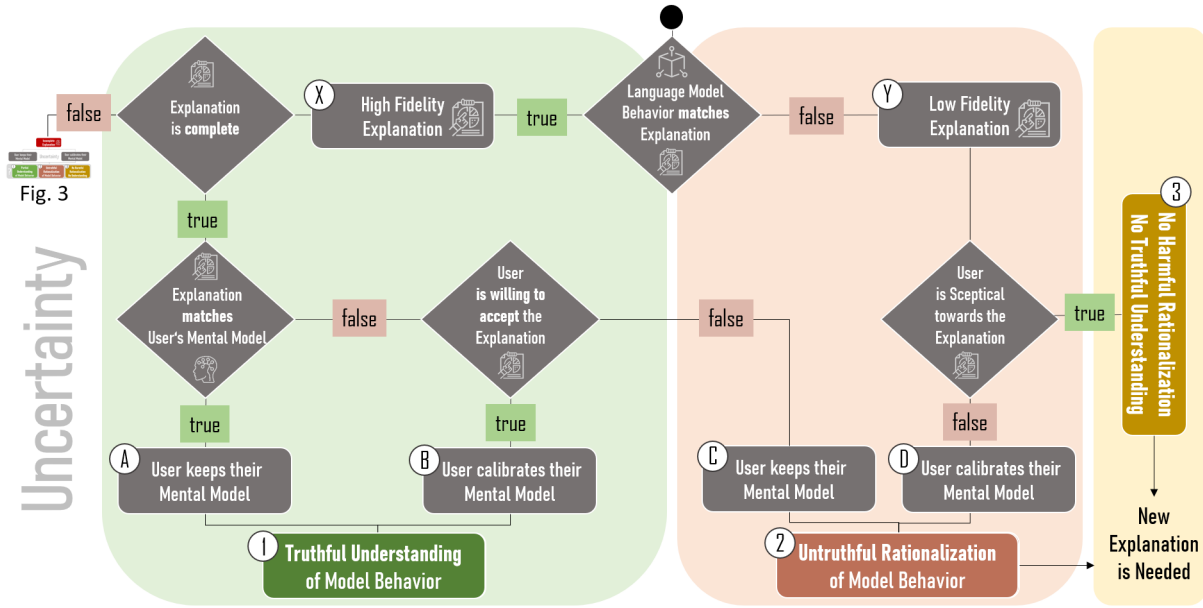 Uncertainty
false
Fig. 3
Explanation
is complete
X
High Fidelity
Explanation
true
Language Model
Behavior matches
Explanation
false
Y
Low Fidelity
Explanation
true
Explanation
matches
User's Mental Model
false
User
is willing to
accept the
Explanation
false
User
is Sceptical
towards the
Explanation
true
3
No Harmful Rationalization
No Truthful Understanding
true
true
false
A
User keeps their
Mental Model
B
User calibrates their
Mental Model
C
User keeps their
Mental Model
D
User calibrates their
Mental Model
1
Truthful Understanding
of Model Behavior
2
Untruthful Rationalization
of Model Behavior
New
Explanation
is Needed